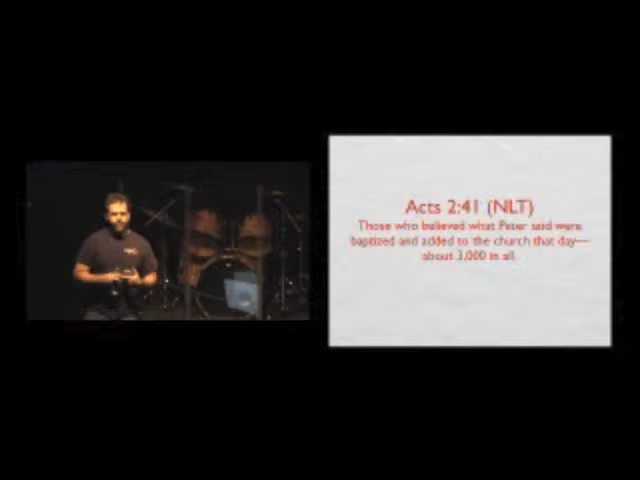 Acts 2:41 (NLT)
Those who believed what Peter said were
baptized and added to the church that day—
about 3,000 in all.